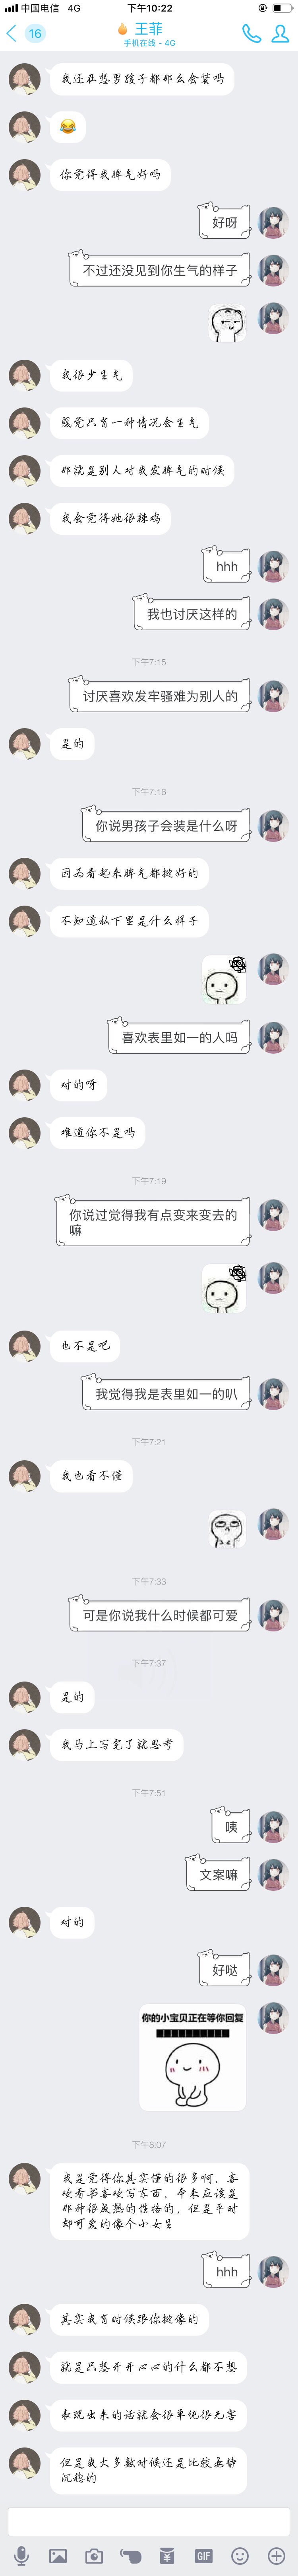 中国电信 4G 下午10:22
16 王菲
手机在线 - 4G
我还在想男孩子都那么会装吗
你觉得我脾气好吗
好呀
不过还没见到你生气的样子
我很少生气
感觉只有一种情况会生气
那就是别人对我发脾气的时候
我会觉得她很辣鸡
hhh
我也讨厌这样的
下午7:15
讨厌喜欢发牢骚难为别人的
是的
下午7:16
你说男孩子会装是什么呀
因为看起来脾气都挺好的
不知道私下里是什么样子
喜欢表里如一的人吗
对的呀
难道你不是吗
下午7:19
你说过觉得我有点变来变去的
嘛
也不是吧
我觉得我是表里如一的叭
下午7:21
我也看不懂
下午7:33
可是你说我什么时候都可爱
下午7:37
是的
我马上写完了就思考
下午7:51
咦
文案嘛
对的
好哒
你的小宝贝正在等你回复
下午8:07
我是觉得你其实懂的很多啊，喜
欢看书喜欢写东西，本来应该是
那种很成熟的性格的，但是平时
却可爱的像个小女生
hhh
其实我有时候跟你挺像的
就是只想开开心心的什么都不想
表现出来的话就会很单纯很无害
但是我大多数时候还是比较安静
沉稳的
GIF